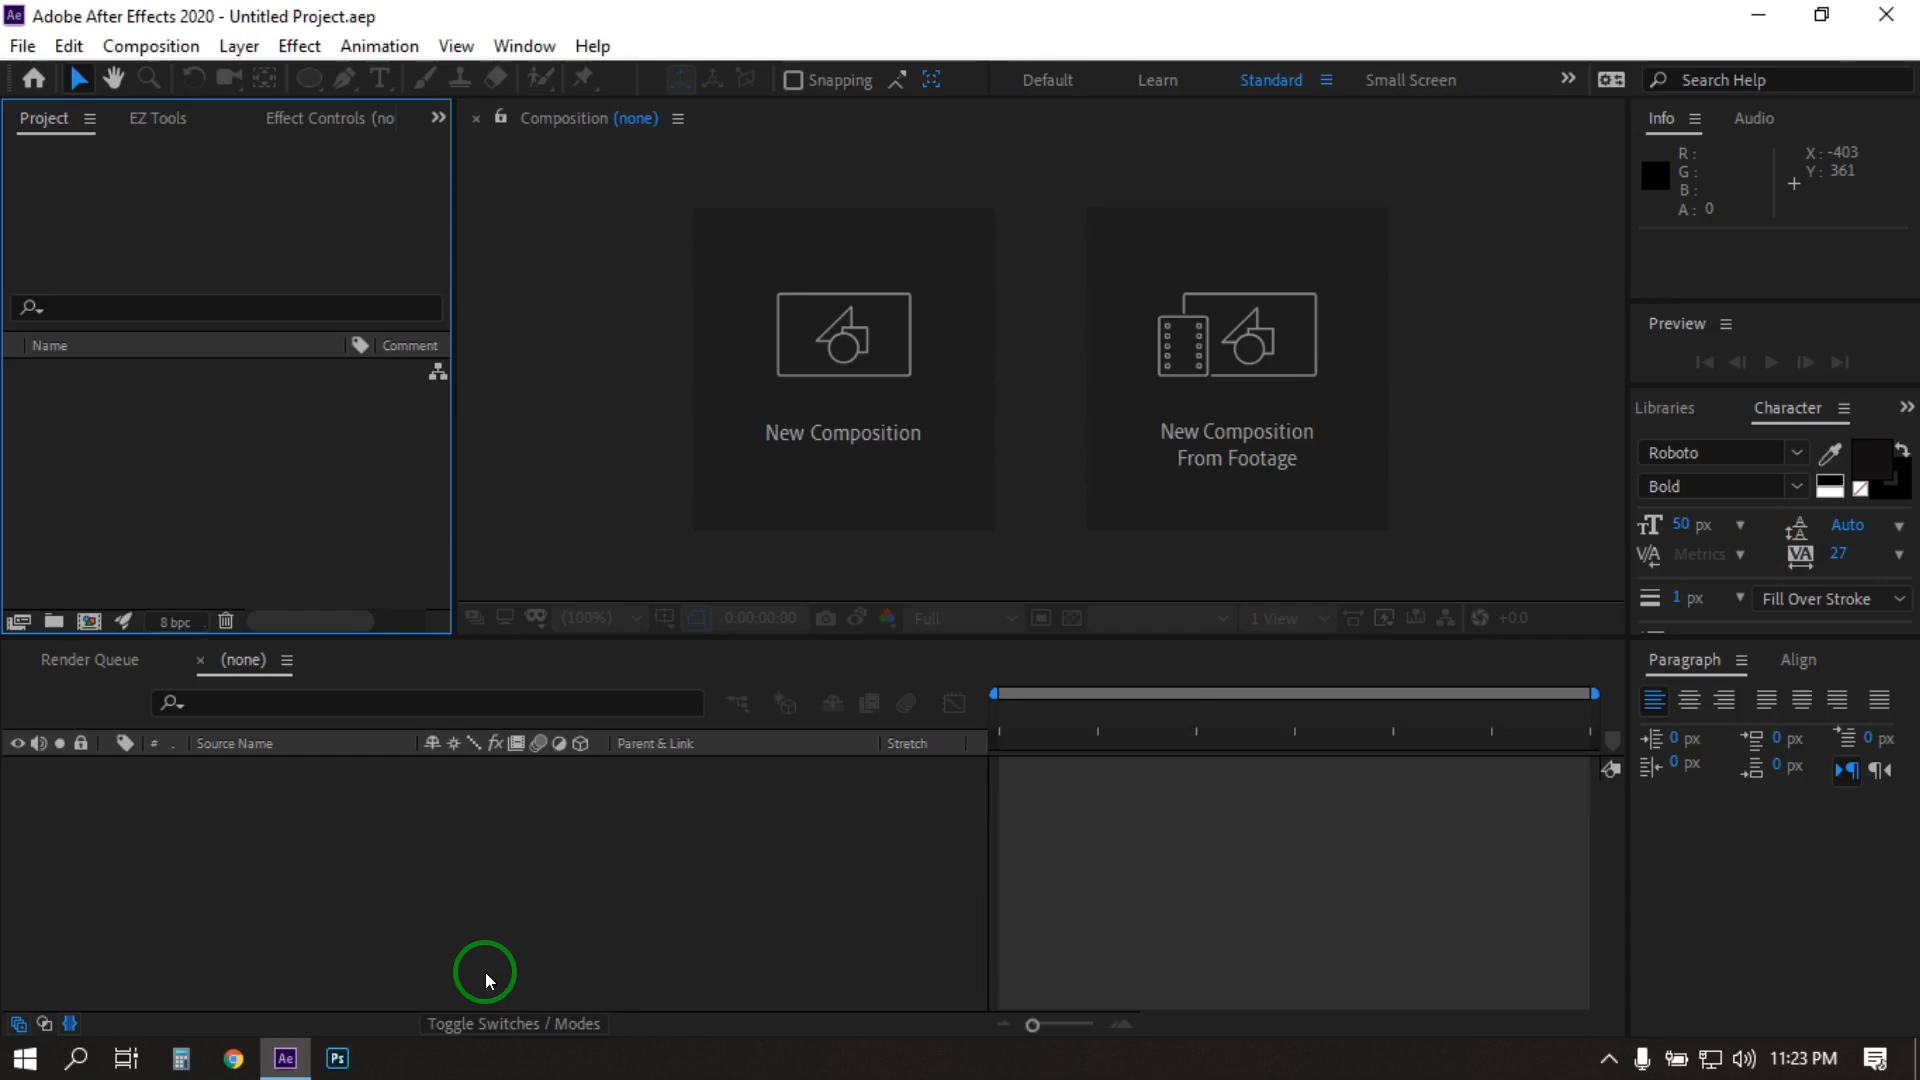 Ae Adobe After Effects 2020 - Untitled Project.aep
File Edit Composition Layer Effect Animation View Window Help
T Snapping Default Learn Standard Small Screen Search Help
Project EZ Tools Effect Controls (no
Composition (none)
Info Audio
R :
G :
B :
A : 0
X : -403
Y : 361
Name Comment
New Composition
New Composition
From Footage
Preview
Libraries Character
Roboto
Bold
50 px Auto
Metrics 27
1 px Fill Over Stroke
8 bpc
(100%) 0:00:00:00 Full 1 View +0.0
Render Queue (none)
# . Source Name fx Parent & Link Stretch
Paragraph Align
0 px 0 px 0 px
0 px 0 px
Toggle Switches / Modes
Ae Ps 11:23 PM